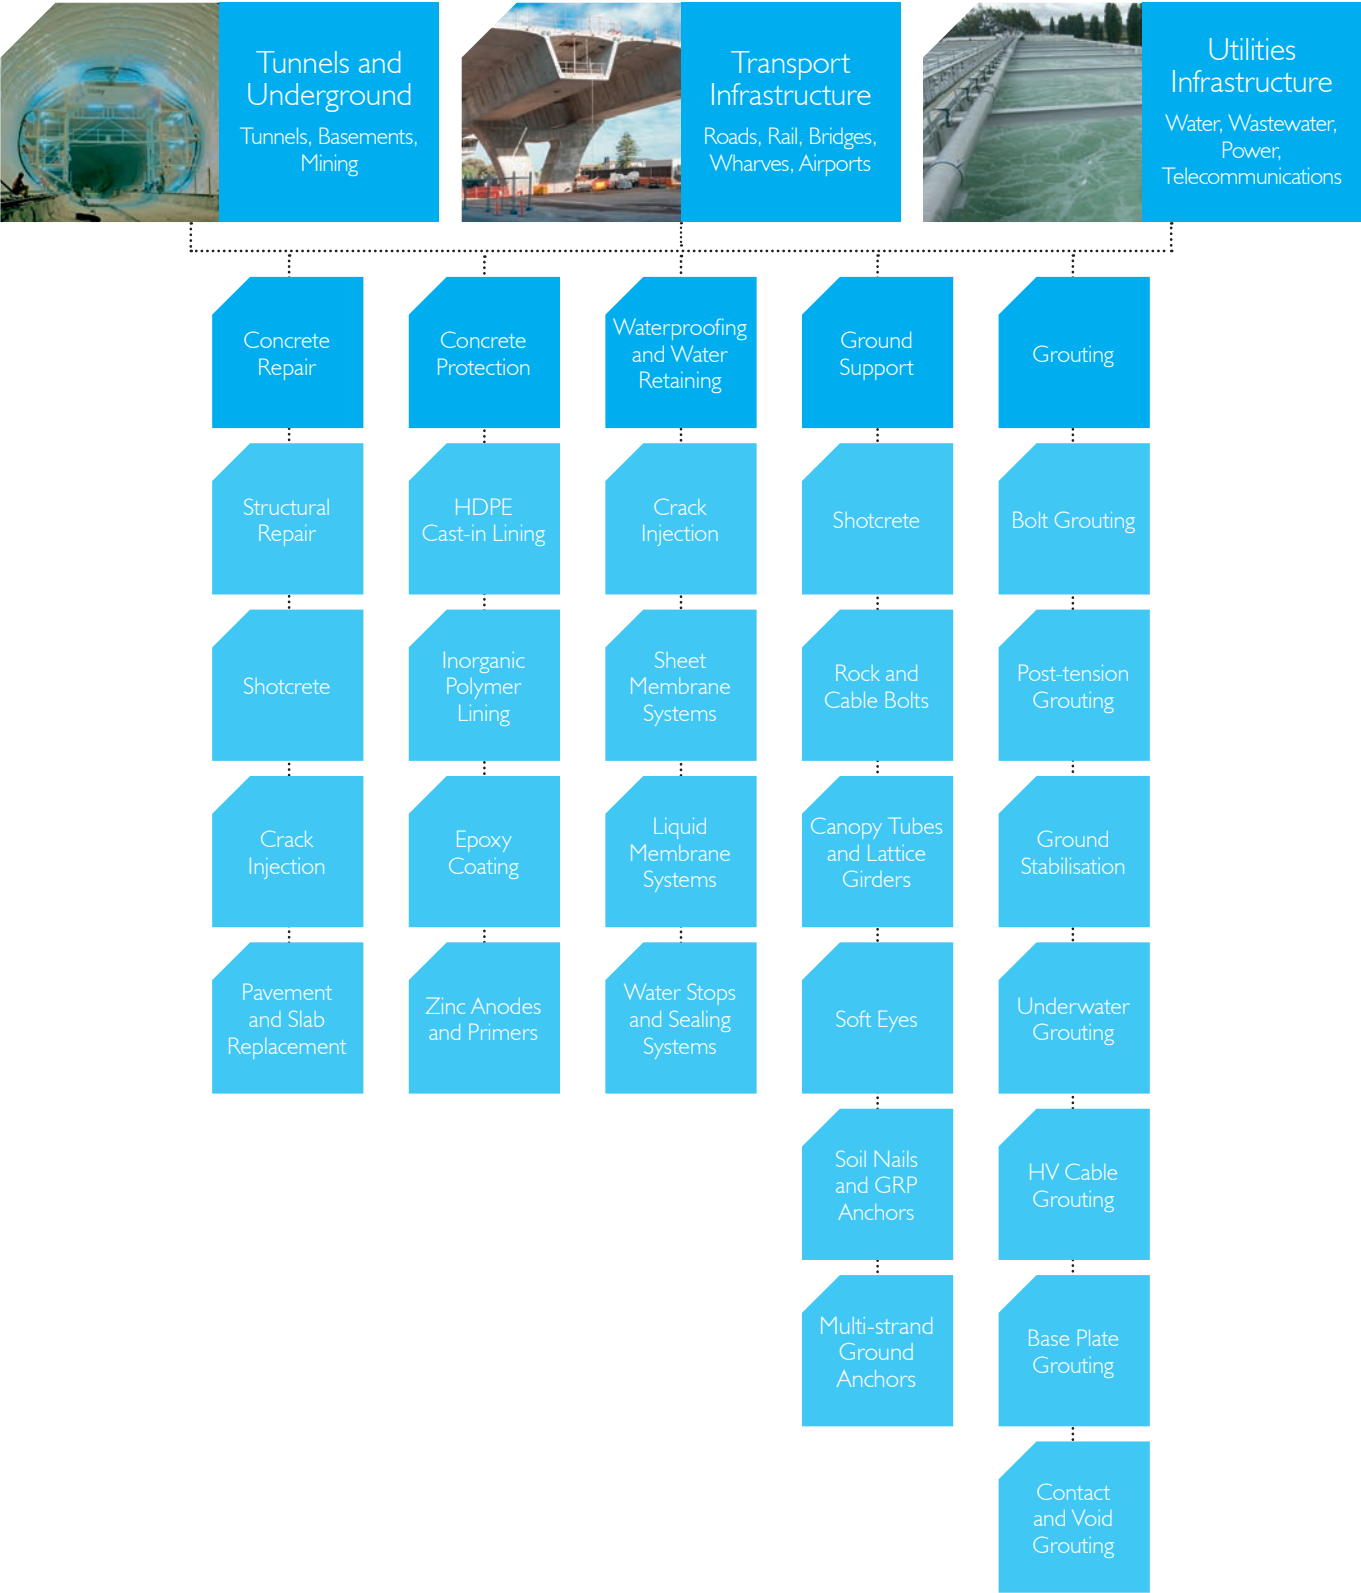 Tunnels and
Underground
Tunnels, Basements,
Mining
Transport
Infrastructure
Roads, Rail, Bridges,
Wharves, Airports
Utilities
Infrastructure
Water, Wastewater,
Power,
Telecommunications
Concrete
Repair
Structural
Repair
Shotcrete
Crack
Injection
Pavement
and Slab
Replacement
Concrete
Protection
HDPE
Cast-in Lining
Inorganic
Polymer
Lining
Epoxy
Coating
Zinc Anodes
and Primers
Waterproofing
and Water
Retaining
Crack
Injection
Sheet
Membrane
Systems
Liquid
Membrane
Systems
Water Stops
and Sealing
Systems
Ground
Support
Shotcrete
Rock and
Cable Bolts
Canopy Tubes
and Lattice
Girders
Soft Eyes
Soil Nails
and GRP
Anchors
Multi-strand
Ground
Anchors
Grouting
Bolt Grouting
Post-tension
Grouting
Ground
Stabilisation
Underwater
Grouting
HV Cable
Grouting
Base Plate
Grouting
Contact
and Void
Grouting